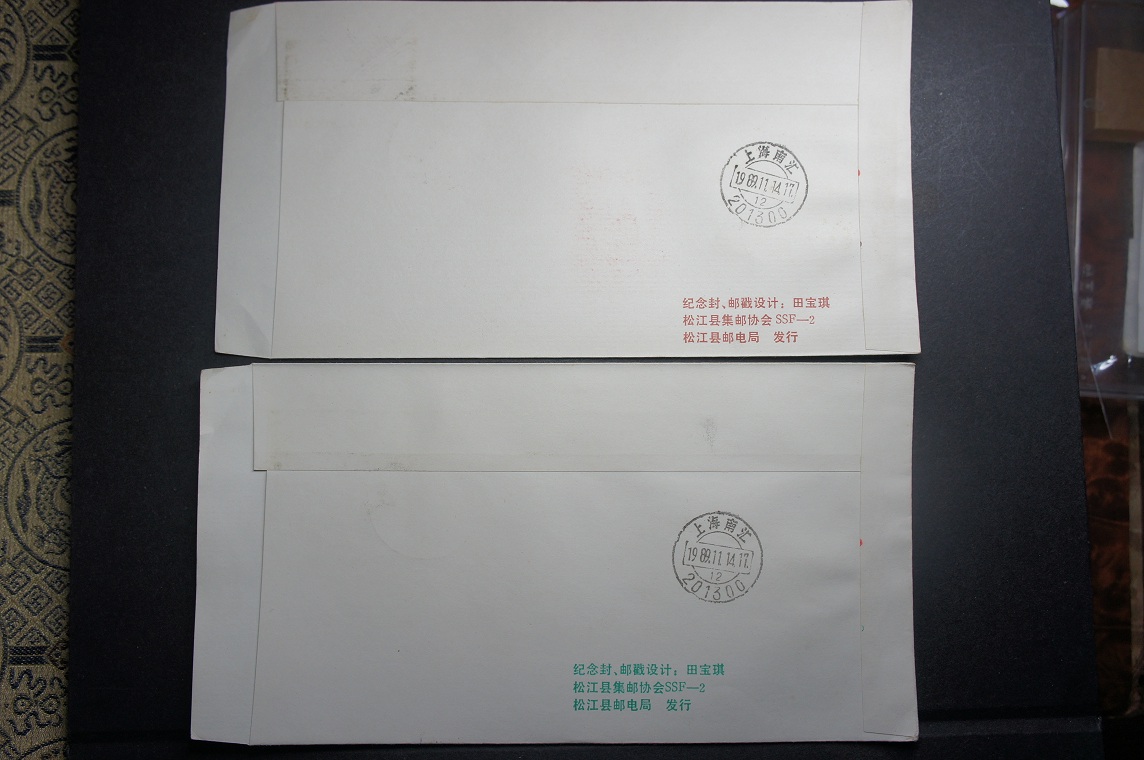 上海南汇
1989.11.14.17.
12
201300
纪念封、邮戳设计：田宝琪
松江县集邮协会SSF—2
松江县邮电局 发行
上海南汇
1989.11.14.17.
12
201300
纪念封、邮戳设计：田宝琪
松江县集邮协会SSF—2
松江县邮电局 发行